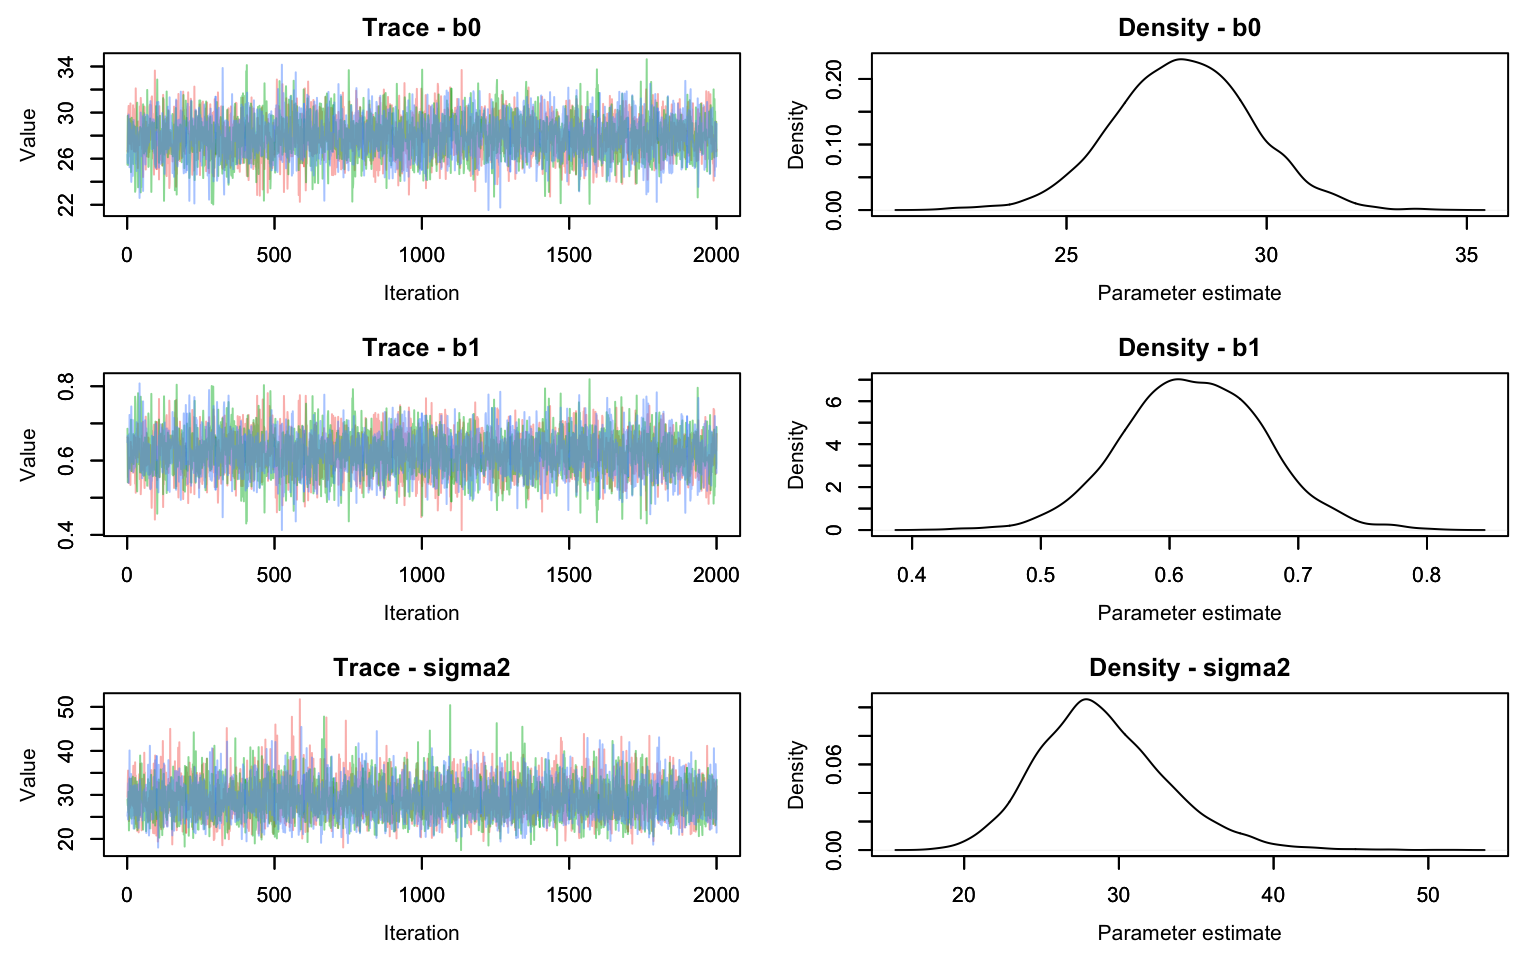 Trace - b0
Value
22 26 30 34
0 500 1000 1500 2000
Iteration
Density - b0
Density
0.00 0.10 0.20
25 30 35
Parameter estimate
Trace - b1
Value
0.4 0.6 0.8
0 500 1000 1500 2000
Iteration
Density - b1
Density
0 2 4 6
0.4 0.5 0.6 0.7 0.8
Parameter estimate
Trace - sigma2
Value
20 30 40 50
0 500 1000 1500 2000
Iteration
Density - sigma2
Density
0.00 0.06
20 30 40 50
Parameter estimate